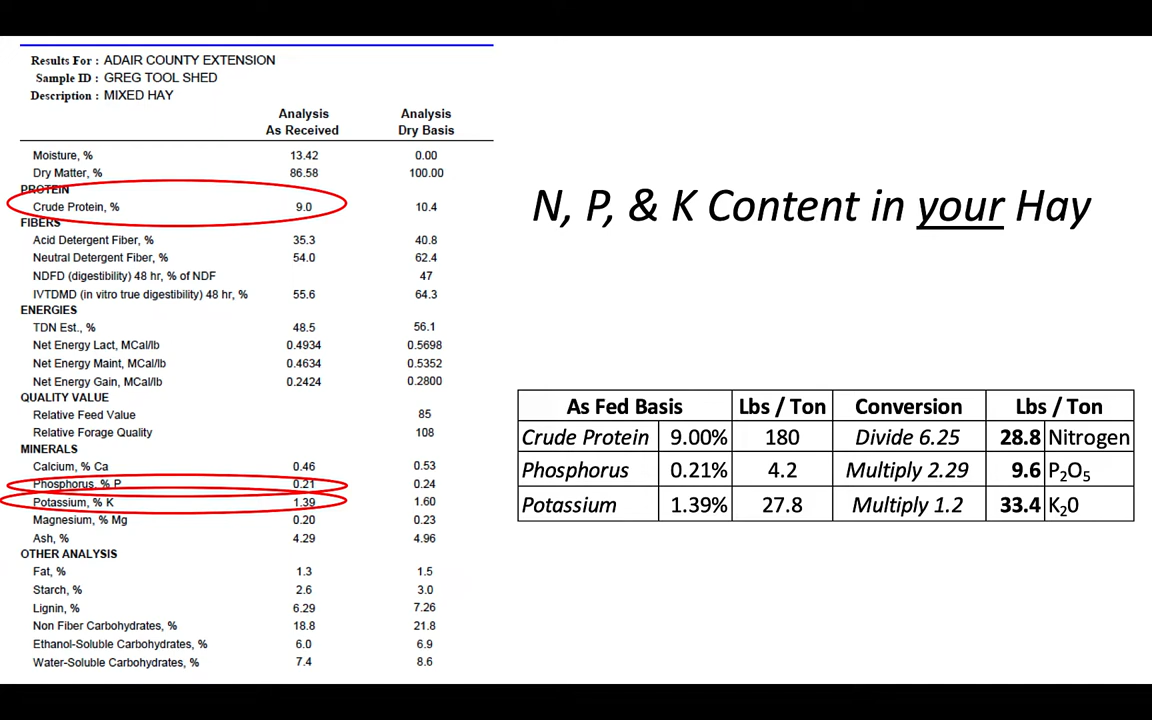 Results For : ADAIR COUNTY EXTENSION
Sample ID : GREG TOOL SHED
Description : MIXED HAY
Analysis As Received Analysis Dry Basis
Moisture, % 13.42 0.00
Dry Matter, % 86.58 100.00
PROTEIN
Crude Protein, % 9.0 10.4
FIBERS
Acid Detergent Fiber, % 35.3 40.8
Neutral Detergent Fiber, % 54.0 62.4
NDFD (digestibility) 48 hr, % of NDF 47
IVTDMD (in vitro true digestibility) 48 hr, % 55.6 64.3
ENERGIES
TDN Est., % 48.5 56.1
Net Energy Lact, MCal/lb 0.4934 0.5698
Net Energy Maint, MCal/lb 0.4634 0.5352
Net Energy Gain, MCal/lb 0.2424 0.2800
QUALITY VALUE
Relative Feed Value 85
Relative Forage Quality 108
MINERALS
Calcium, % Ca 0.46 0.53
Phosphorus, % P 0.21 0.24
Potassium, % K 1.39 1.60
Magnesium, % Mg 0.20 0.23
Ash, % 4.29 4.96
OTHER ANALYSIS
Fat, % 1.3 1.5
Starch, % 2.6 3.0
Lignin, % 6.29 7.26
Non Fiber Carbohydrates, % 18.8 21.8
Ethanol-Soluble Carbohydrates, % 6.0 6.9
Water-Soluble Carbohydrates, % 7.4 8.6
N, P, & K Content in your Hay
As Fed Basis Lbs / Ton Conversion Lbs / Ton
Crude Protein 9.00% 180 Divide 6.25 28.8 Nitrogen
Phosphorus 0.21% 4.2 Multiply 2.29 9.6 P₂O₅
Potassium 1.39% 27.8 Multiply 1.2 33.4 K₂0